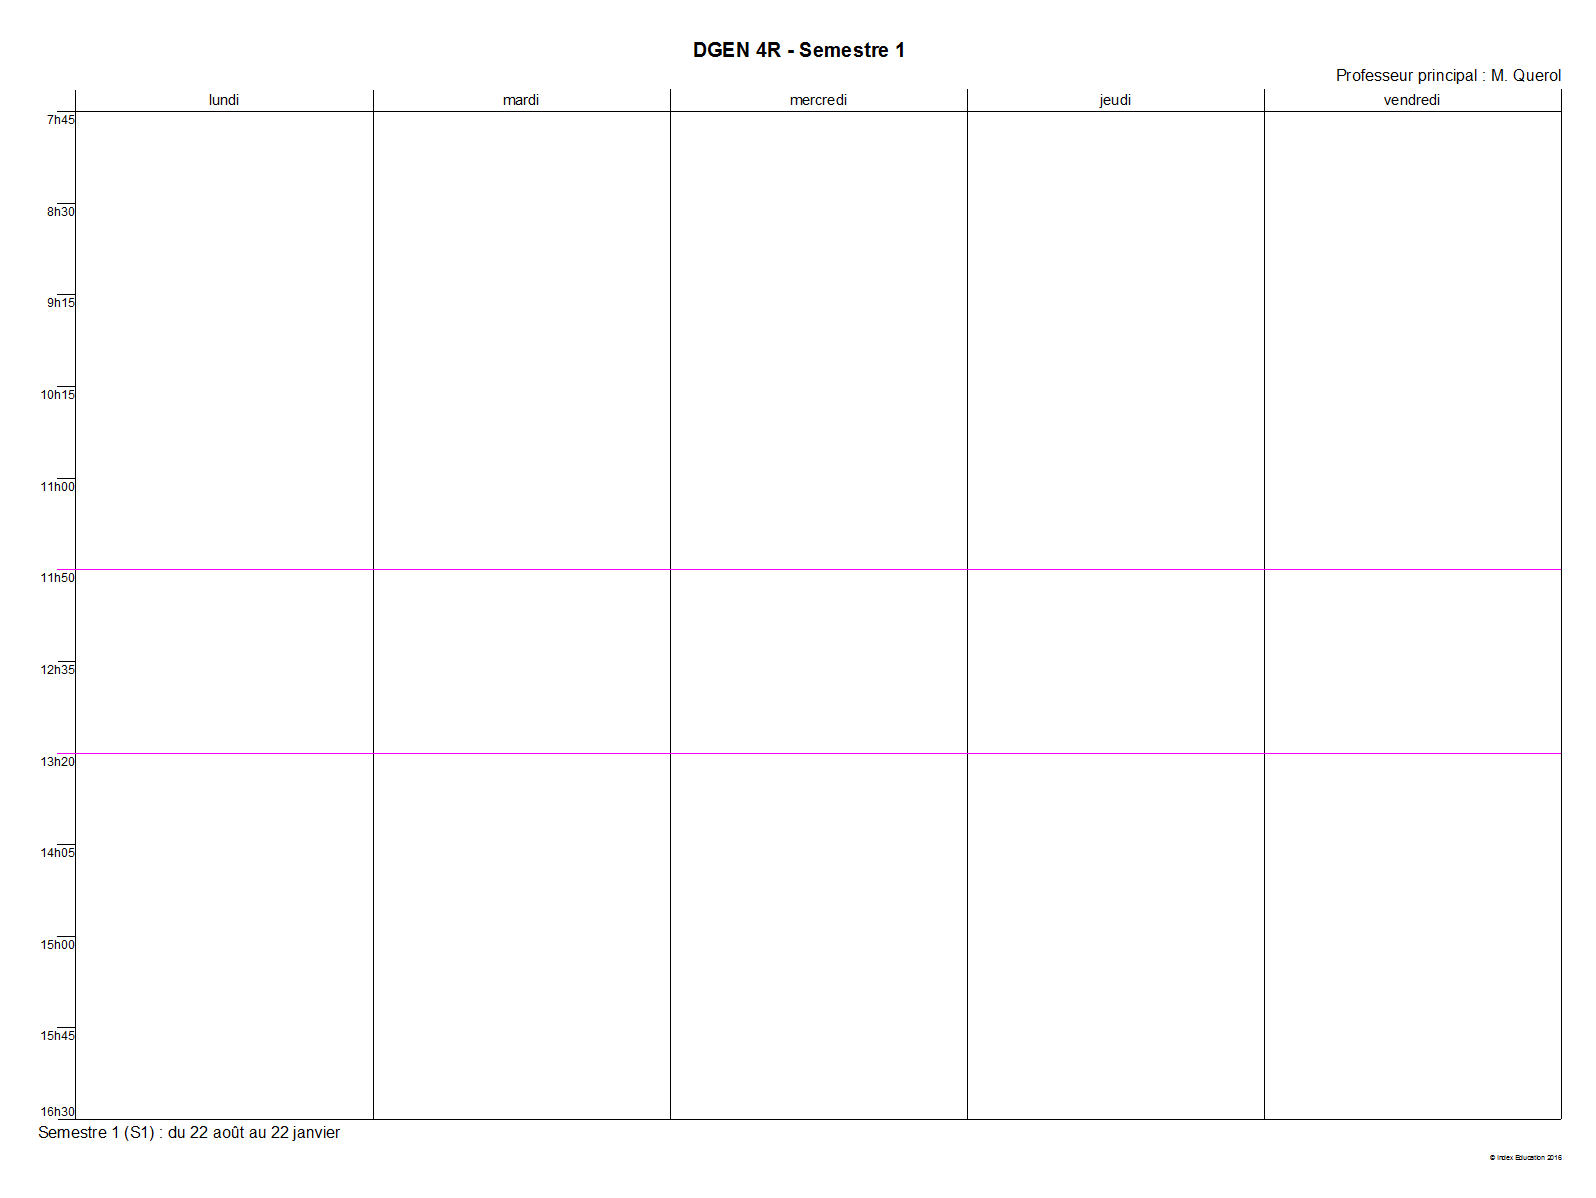 DGEN 4R - Semestre 1
Professeur principal : M. Querol
lundi mardi mercredi jeudi vendredi
7h45
8h30
9h15
10h15
11h00
11h50
12h35
13h20
14h05
15h00
15h45
16h30
Semestre 1 (S1) : du 22 août au 22 janvier
© Index Education 2016